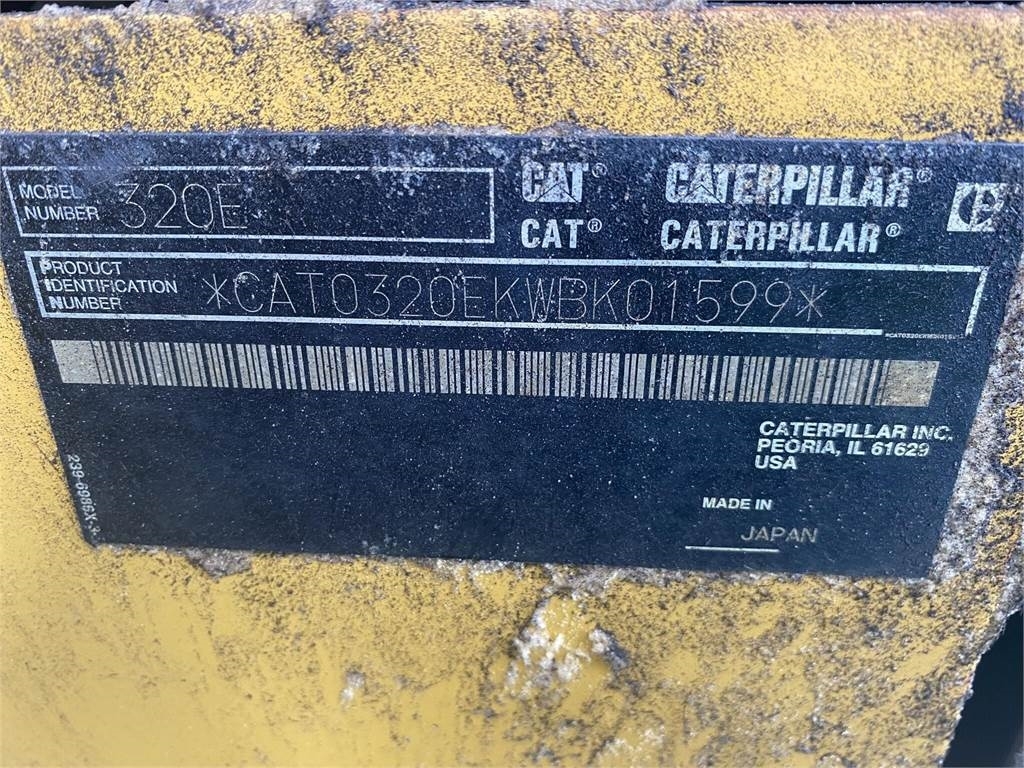 MODEL NUMBER 320E
CAT® CATERPILLAR®
CAT® CATERPILLAR®
PRODUCT
IDENTIFICATION
NUMBER
*CAT0320EKWBK01599*
CATERPILLAR INC.
PEORIA, IL 61629
USA
MADE IN
JAPAN